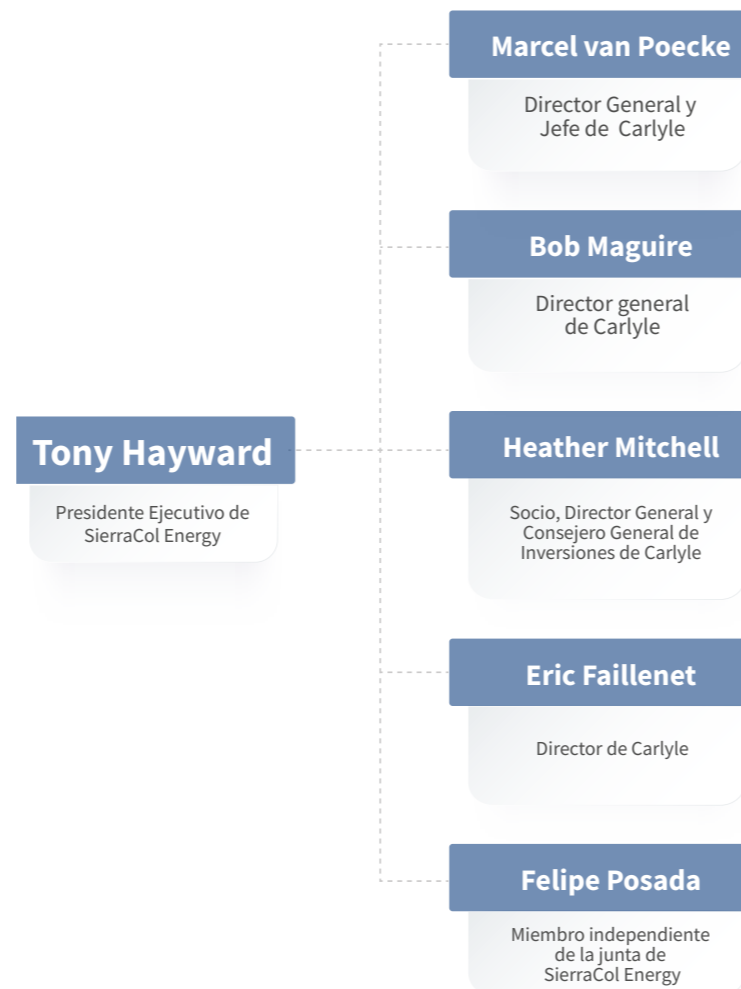 Marcel van Poecke
Director General y
Jefe de Carlyle
Bob Maguire
Director general
de Carlyle
Tony Hayward
Presidente Ejecutivo de
SierraCol Energy
Heather Mitchell
Socio, Director General y
Consejero General de
Inversiones de Carlyle
Eric Faillenet
Director de Carlyle
Felipe Posada
Miembro independiente
de la junta de
SierraCol Energy